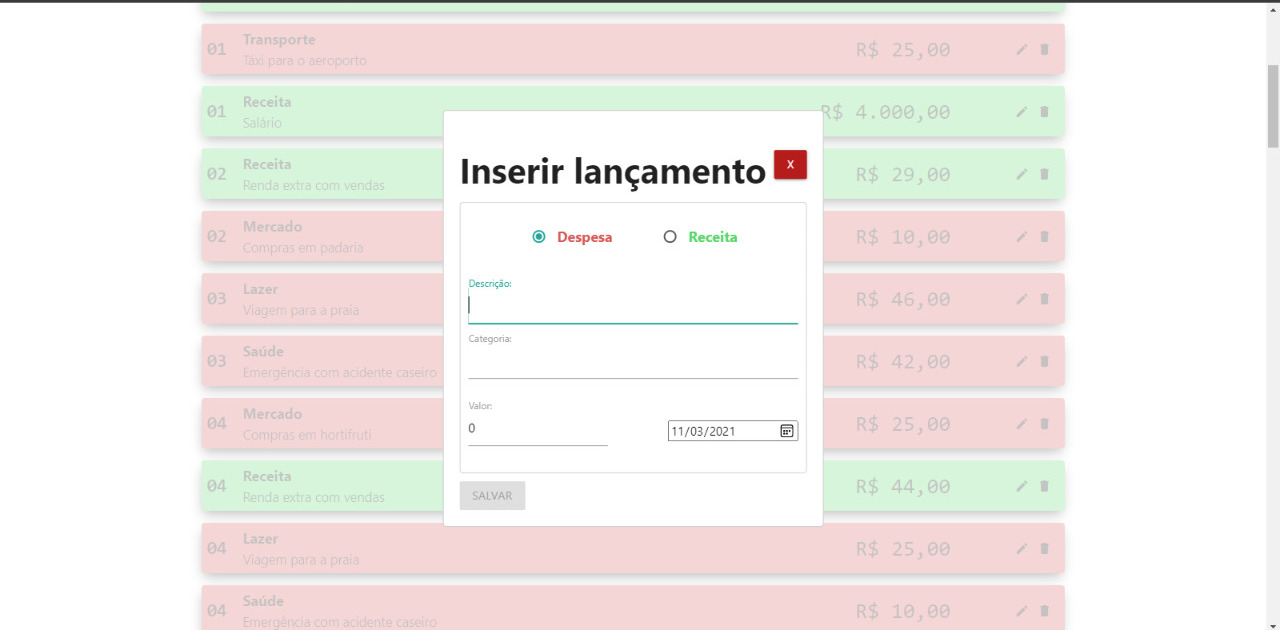 01 Transporte R$ 25,00
Táxi para o aeroporto
01 Receita R$ 4.000,00
Salário
02 Receita R$ 29,00
Renda extra com vendas
02 Mercado R$ 10,00
Compras em padaria
03 Lazer R$ 46,00
Viagem para a praia
03 Saúde R$ 42,00
Emergência com acidente caseiro
04 Mercado R$ 25,00
Compras em hortifruti
04 Receita R$ 44,00
Renda extra com vendas
04 Lazer R$ 25,00
Viagem para a praia
04 Saúde R$ 10,00
Emergência com acidente caseiro
Inserir lançamento X
Despesa Receita
Descrição:
Categoria:
Valor:
0 11/03/2021
SALVAR